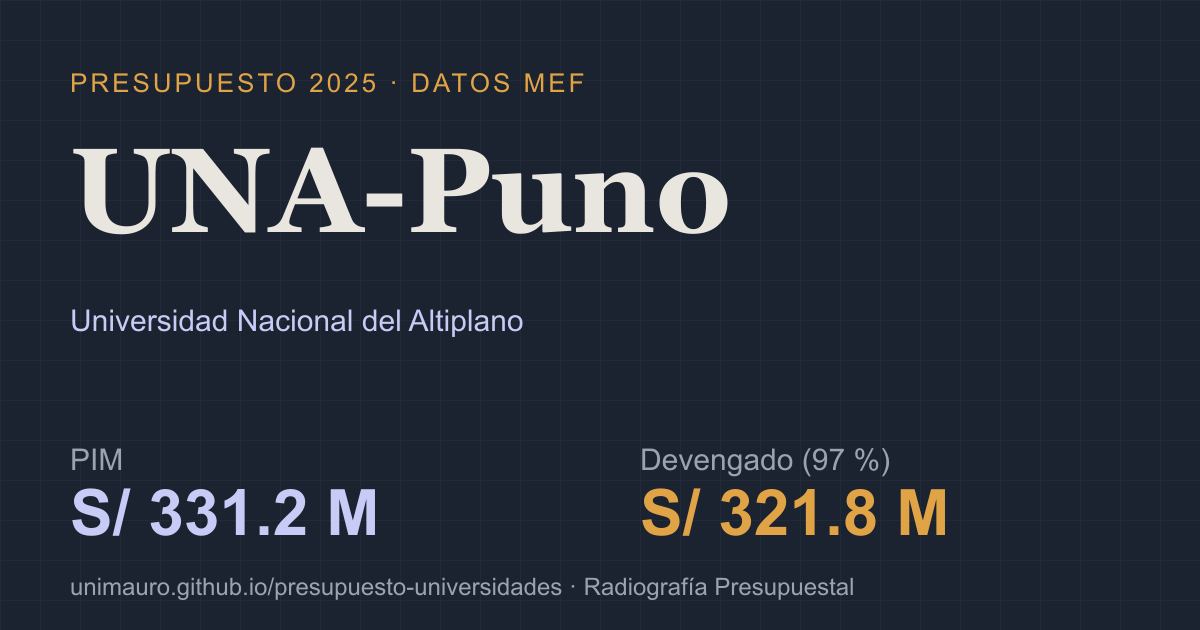 PRESUPUESTO 2025 · DATOS MEF
UNA-Puno
Universidad Nacional del Altiplano
PIM
S/ 331.2 M
Devengado (97 %)
S/ 321.8 M
unimauro.github.io/presupuesto-universidades · Radiografía Presupuestal